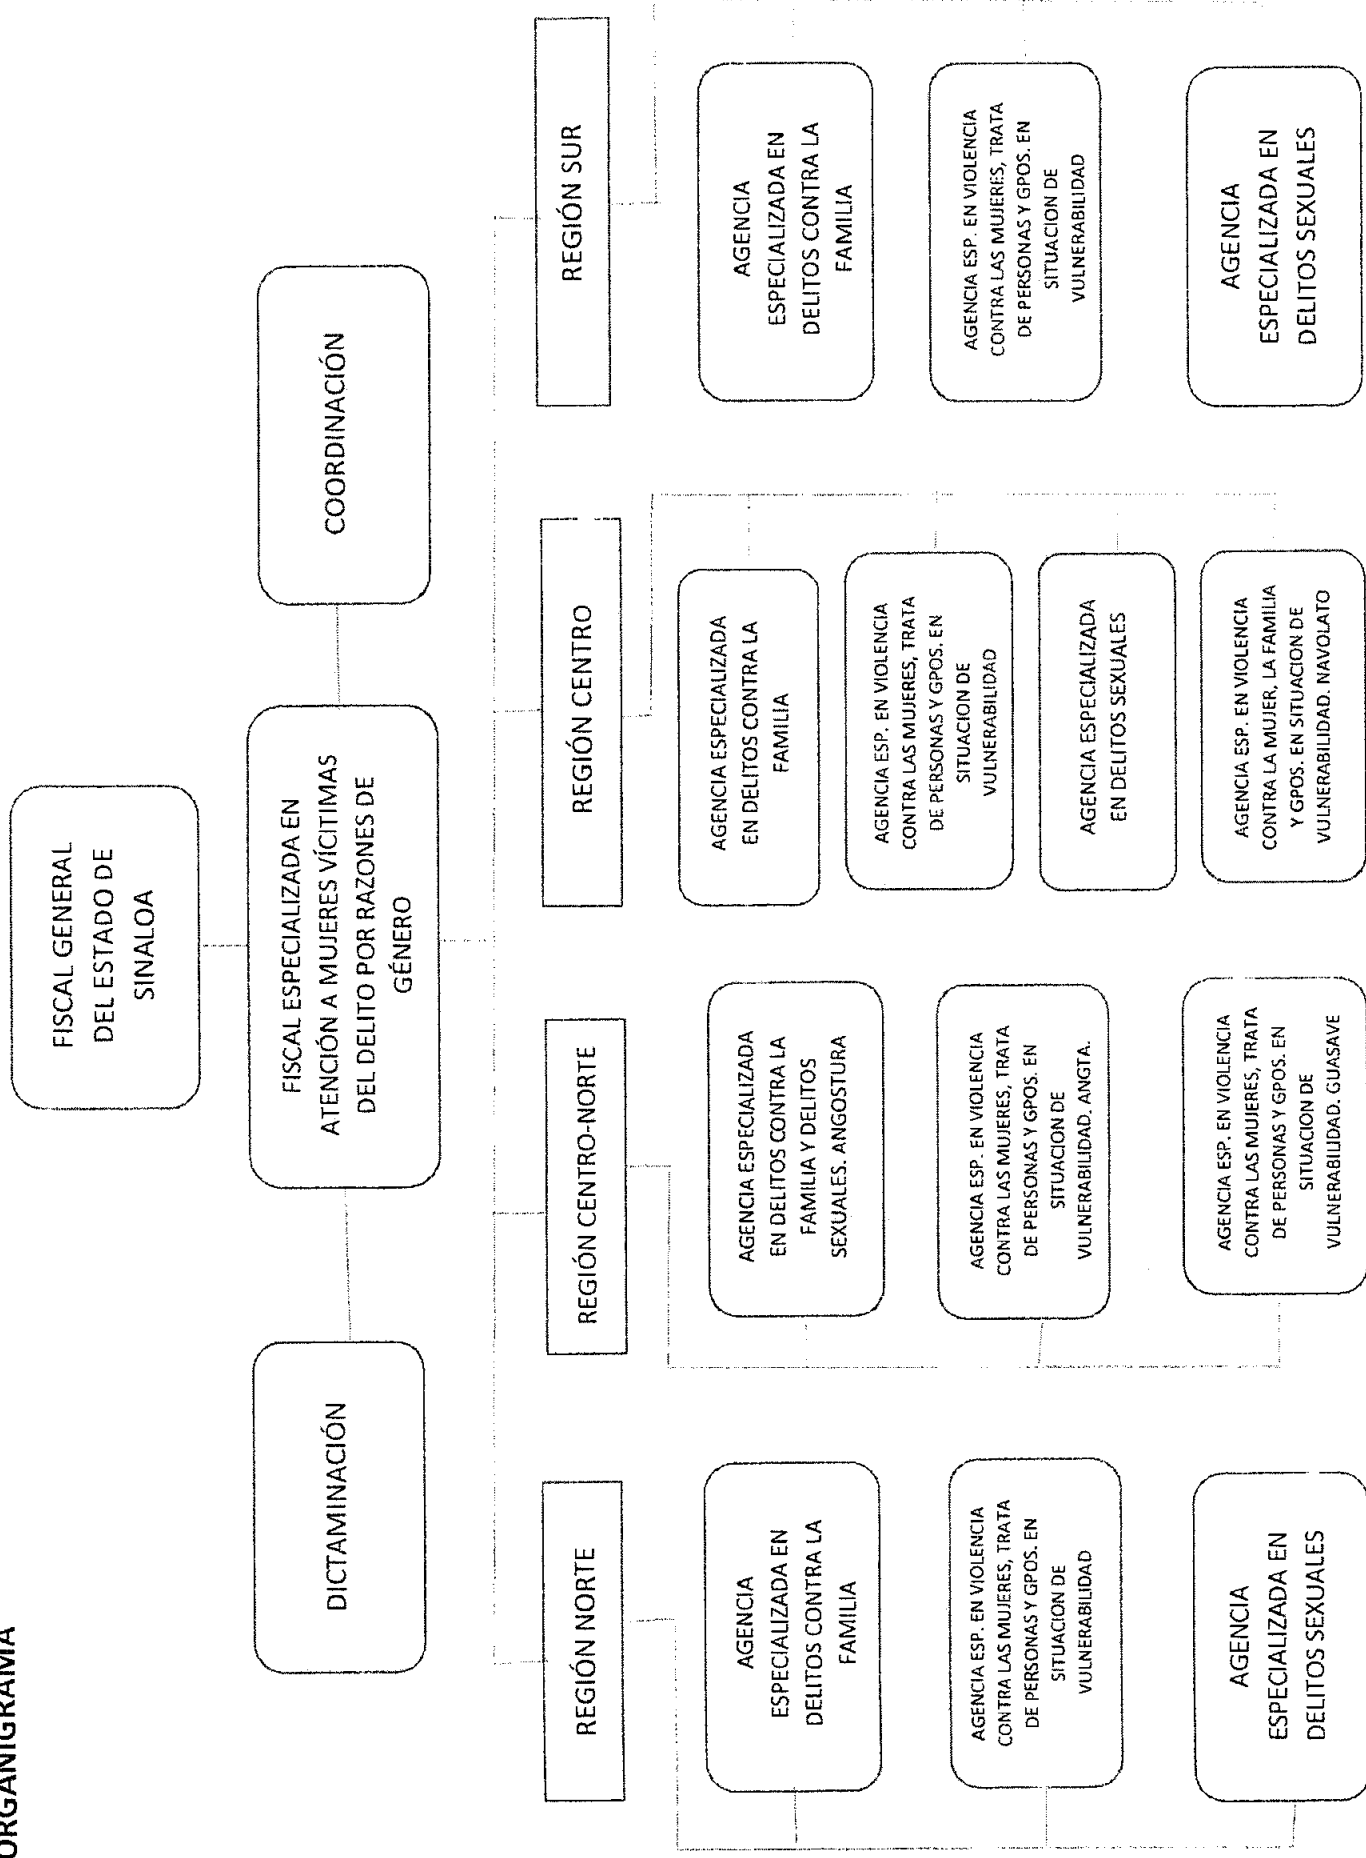 ORGANIGRAMA
FISCAL GENERAL
DEL ESTADO DE
SINALOA
DICTAMINACIÓN
FISCAL ESPECIALIZADA EN
ATENCIÓN A MUJERES VÍCITIMAS
DEL DELITO POR RAZONES DE
GÉNERO
COORDINACIÓN
REGIÓN NORTE
AGENCIA
ESPECIALIZADA EN
DELITOS CONTRA LA
FAMILIA
AGENCIA ESP. EN VIOLENCIA
CONTRA LAS MUJERES, TRATA
DE PERSONAS Y GPOS. EN
SITUACION DE
VULNERABILIDAD
AGENCIA
ESPECIALIZADA EN
DELITOS SEXUALES
REGIÓN CENTRO-NORTE
AGENCIA ESPECIALIZADA
EN DELITOS CONTRA LA
FAMILIA Y DELITOS
SEXUALES. ANGOSTURA
AGENCIA ESP. EN VIOLENCIA
CONTRA LAS MUJERES, TRATA
DE PERSONAS Y GPOS. EN
SITUACION DE
VULNERABILIDAD. ANGTA.
AGENCIA ESP. EN VIOLENCIA
CONTRA LAS MUJERES, TRATA
DE PERSONAS Y GPOS. EN
SITUACION DE
VULNERABILIDAD. GUASAVE
REGIÓN CENTRO
AGENCIA ESPECIALIZADA
EN DELITOS CONTRA LA
FAMILIA
AGENCIA ESP. EN VIOLENCIA
CONTRA LAS MUJERES, TRATA
DE PERSONAS Y GPOS. EN
SITUACION DE
VULNERABILIDAD
AGENCIA ESPECIALIZADA
EN DELITOS SEXUALES
AGENCIA ESP. EN VIOLENCIA
CONTRA LA MUJER, LA FAMILIA
Y GPOS. EN SITUACION DE
VULNERABILIDAD. NAVOLATO
REGIÓN SUR
AGENCIA
ESPECIALIZADA EN
DELITOS CONTRA LA
FAMILIA
AGENCIA ESP. EN VIOLENCIA
CONTRA LAS MUJERES, TRATA
DE PERSONAS Y GPOS. EN
SITUACION DE
VULNERABILIDAD
AGENCIA
ESPECIALIZADA EN
DELITOS SEXUALES